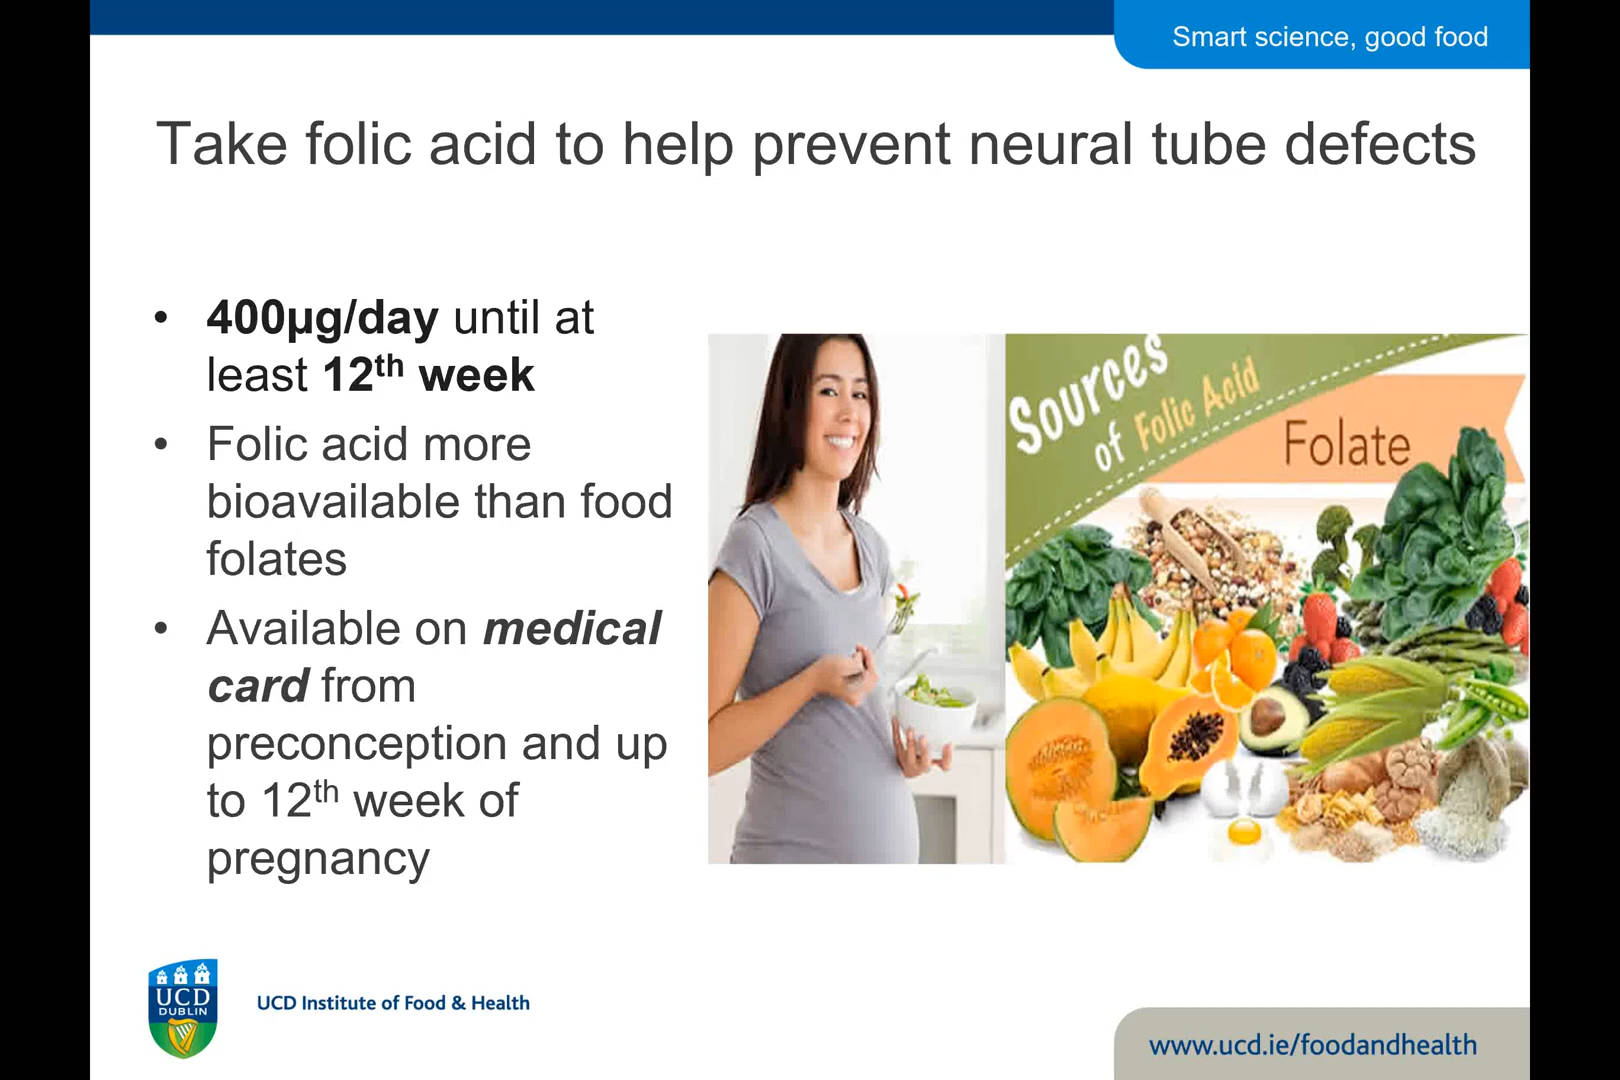 Smart science, good food
Take folic acid to help prevent neural tube defects
• 400µg/day until at
least 12th week
• Folic acid more
bioavailable than food
folates
• Available on medical
card from
preconception and up
to 12th week of
pregnancy
Sources
of Folic Acid
Folate
UCD
DUBLIN
UCD Institute of Food & Health
www.ucd.ie/foodandhealth